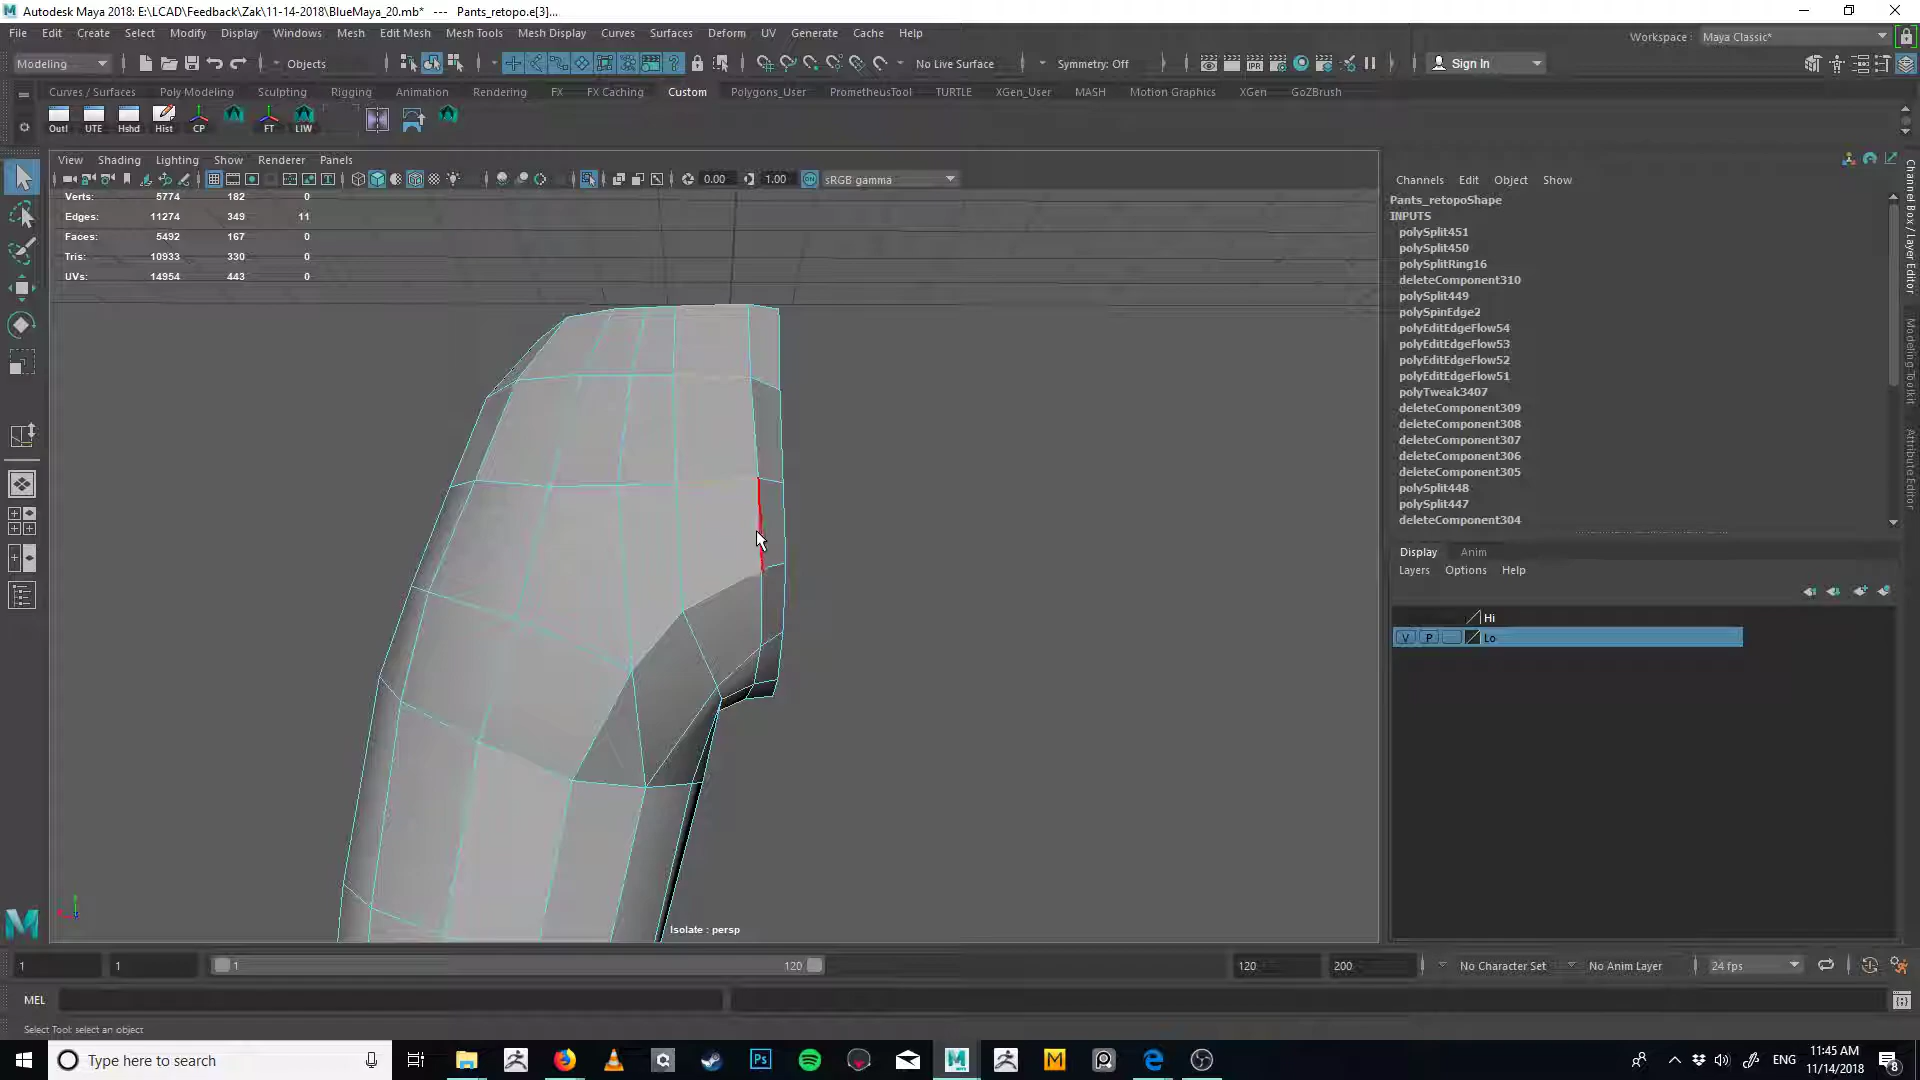 Autodesk Maya 2018: E:\LCAD\Feedback\Zak\11-14-2018\BlueMaya_20.mb* --- Pants_retopo.e[3]...
File Edit Create Select Modify Display Windows Mesh Edit Mesh Mesh Tools Mesh Display Curves Surfaces Deform UV Generate Cache Help
Workspace : Maya Classic*
Modeling Objects No Live Surface Symmetry: Off Sign In
Curves / Surfaces Poly Modeling Sculpting Rigging Animation Rendering FX FX Caching Custom Polygons_User PrometheusTool TURTLE XGen_User MASH Motion Graphics XGen GoZBrush
Outl UTE Hshd Hist CP FT LIW
View Shading Lighting Show Renderer Panels
0.00 1.00 sRGB gamma
Verts: 5774 182 0
Edges: 11274 349 11
Faces: 5492 167 0
Tris: 10933 330 0
UVs: 14954 443 0
Isolate : persp
Channels Edit Object Show
Pants_retopoShape
INPUTS
polySplit451
polySplit450
polySplitRing16
deleteComponent310
polySplit449
polySpinEdge2
polyEditEdgeFlow54
polyEditEdgeFlow53
polyEditEdgeFlow52
polyEditEdgeFlow51
polyTweak3407
deleteComponent309
deleteComponent308
deleteComponent307
deleteComponent306
deleteComponent305
polySplit448
polySplit447
deleteComponent304
Display Anim
Layers Options Help
Hi
V P Lo
Channel Box / Layer Editor
Modeling Toolkit
Attribute Editor
1 1 1 120 120 200 No Character Set No Anim Layer 24 fps
MEL
Select Tool: select an object
Type here to search
ENG
11:45 AM
11/14/2018
8